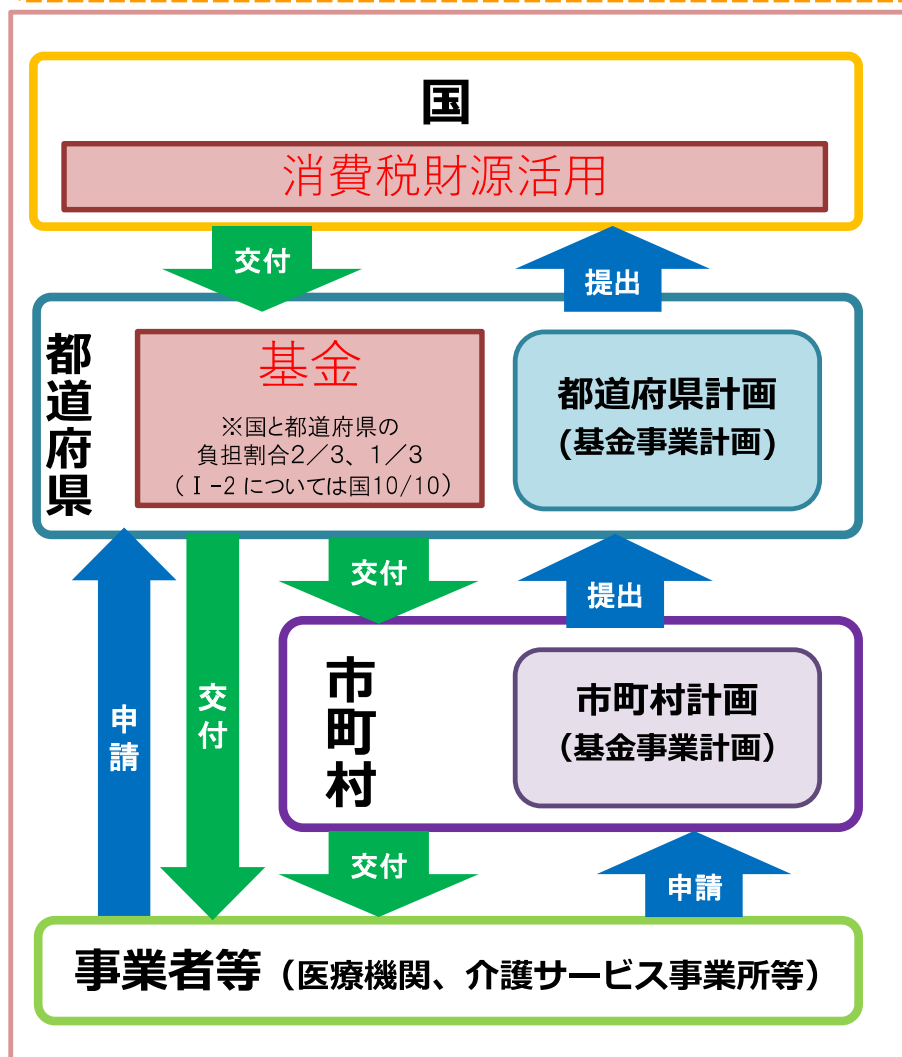 国
消費税財源活用
交付
提出
都道府県
基金
※国と都道府県の
負担割合2／3、1／3
（Ⅰ-2 については国10/10）
都道府県計画
(基金事業計画)
交付
提出
申請
交付
市町村
市町村計画
(基金事業計画)
交付
申請
事業者等（医療機関、介護サービス事業所等）